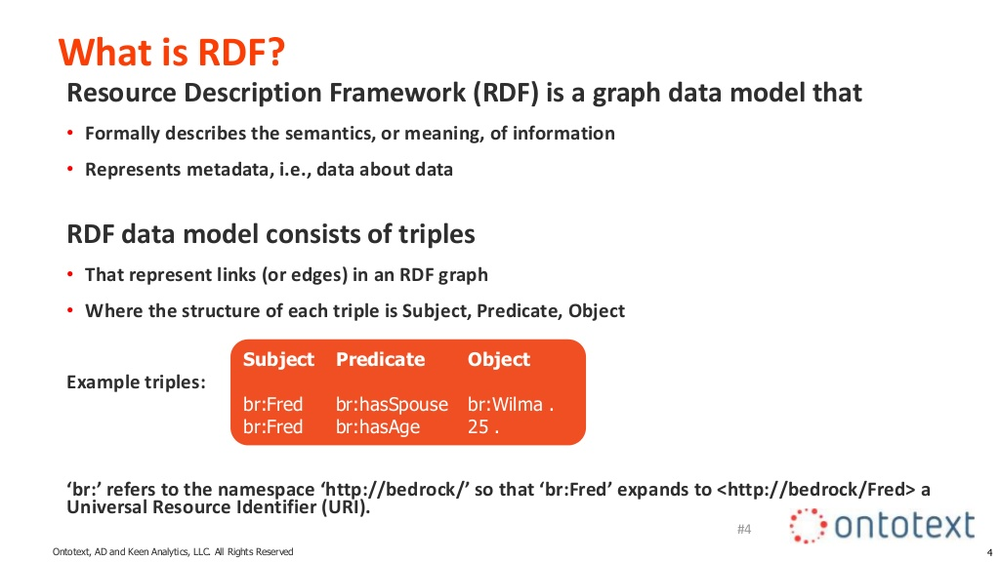 What is RDF?
Resource Description Framework (RDF) is a graph data model that
• Formally describes the semantics, or meaning, of information
• Represents metadata, i.e., data about data
RDF data model consists of triples
• That represent links (or edges) in an RDF graph
• Where the structure of each triple is Subject, Predicate, Object
Example triples:
Subject Predicate Object
br:Fred br:hasSpouse br:Wilma .
br:Fred br:hasAge 25 .
‘br:’ refers to the namespace ‘http://bedrock/’ so that ‘br:Fred’ expands to <http://bedrock/Fred> a
Universal Resource Identifier (URI).
#4
ontotext
Ontotext, AD and Keen Analytics, LLC. All Rights Reserved
4